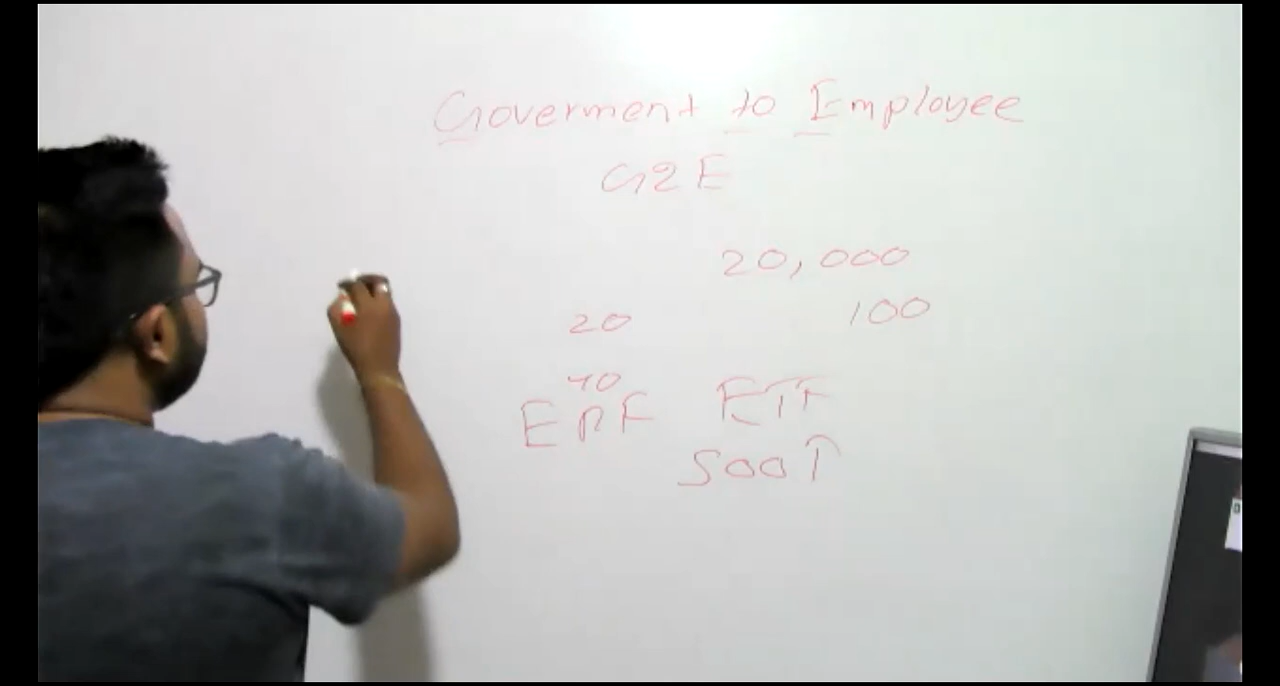 Goverment to Employee
G2E
20,000
20 100
40
EPF ETF
500↑